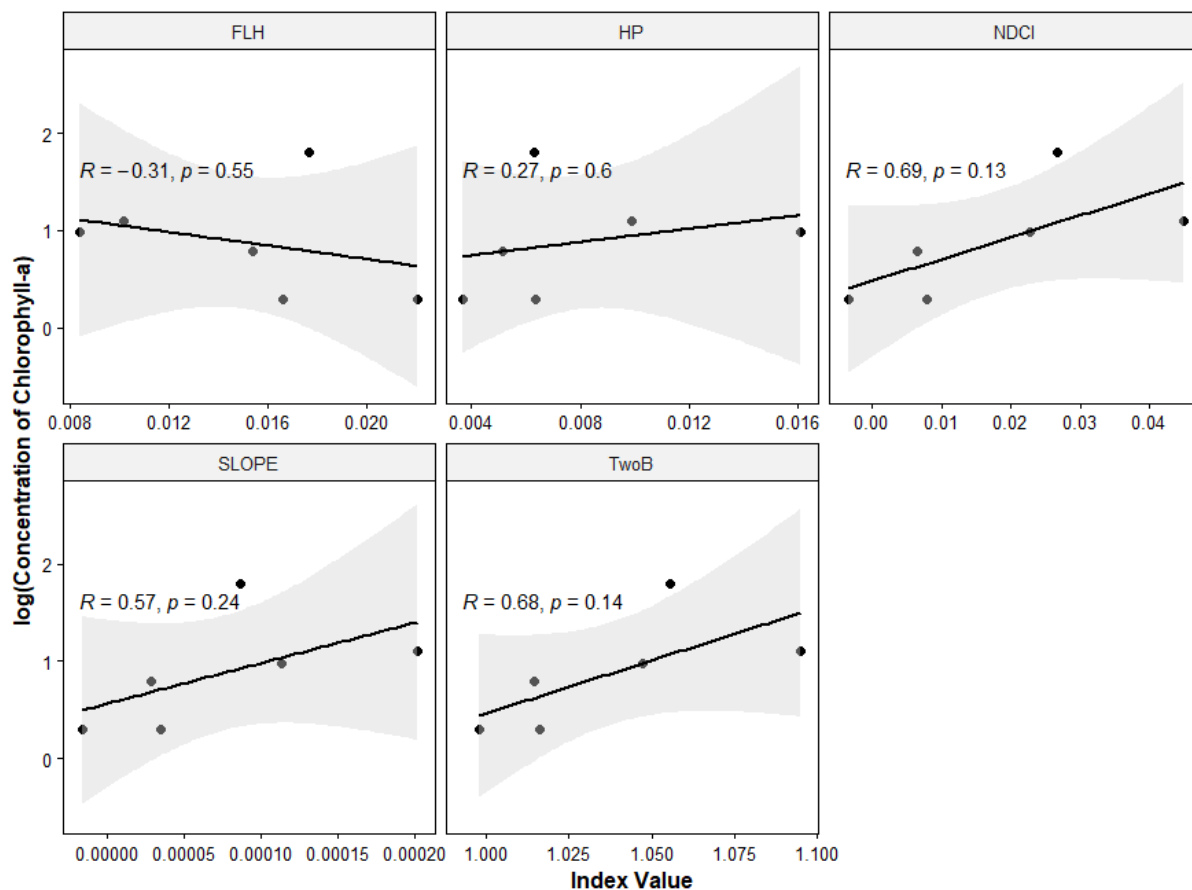 FLH
HP
NDCI
R = −0.31, p = 0.55
R = 0.27, p = 0.6
R = 0.69, p = 0.13
2
1
0
0.008 0.012 0.016 0.020
0.004 0.008 0.012 0.016
0.00 0.01 0.02 0.03 0.04
SLOPE
TwoB
R = 0.57, p = 0.24
R = 0.68, p = 0.14
2
1
0
0.00000 0.00005 0.00010 0.00015 0.00020
1.000 1.025 1.050 1.075 1.100
log(Concentration of Chlorophyll-a)
Index Value